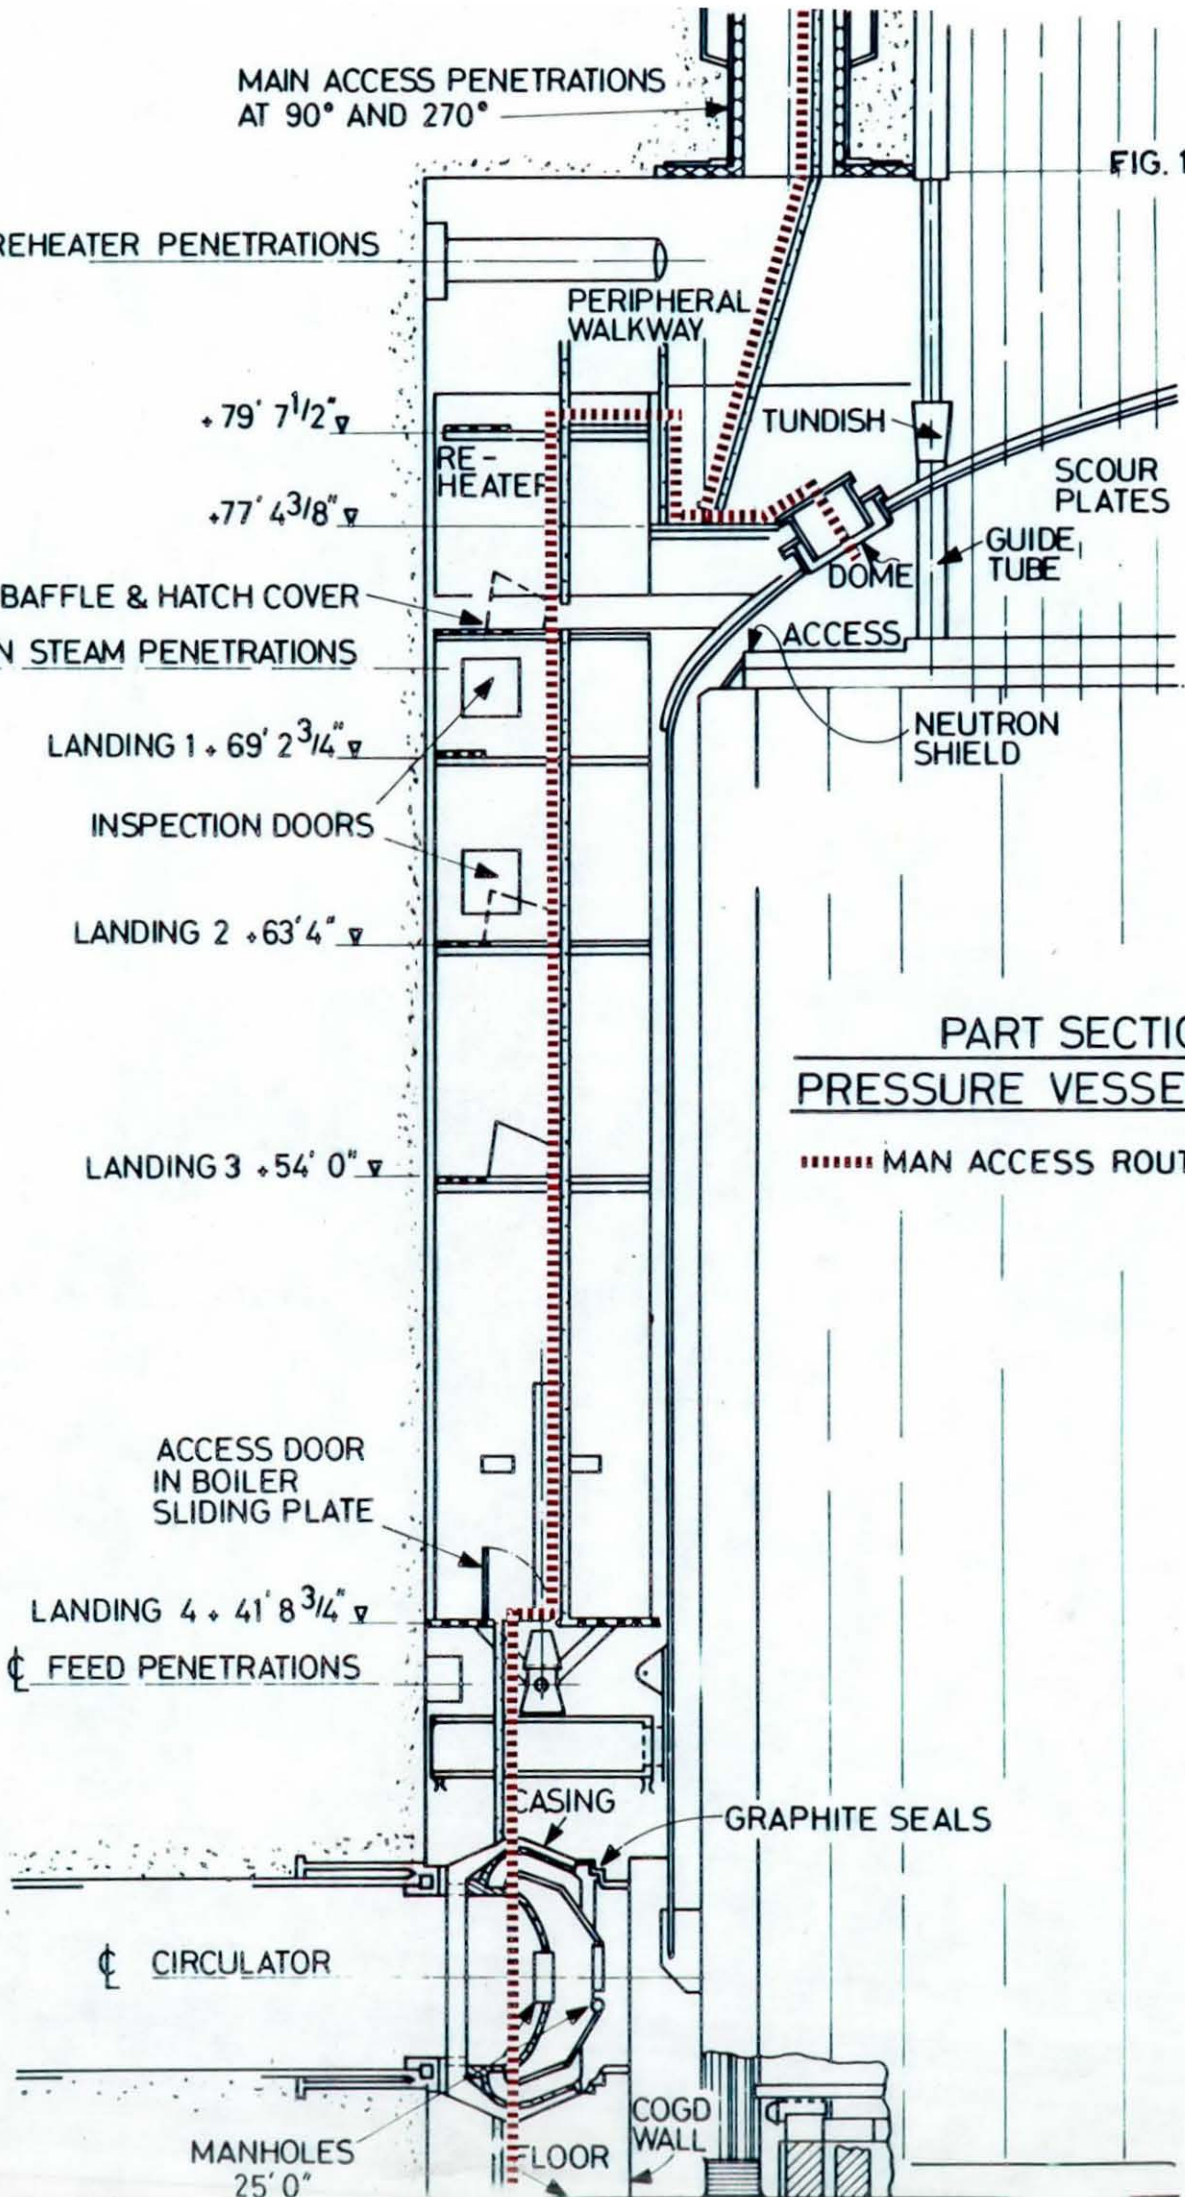 MAIN ACCESS PENETRATIONS
AT 90° AND 270°
FIG. 1
REHEATER PENETRATIONS
PERIPHERAL
WALKWAY
+79' 7 1/2"
TUNDISH
RE-
HEATER
SCOUR
PLATES
+77' 4 3/8"
GUIDE
TUBE
DOME
BAFFLE & HATCH COVER
ACCESS
N STEAM PENETRATIONS
NEUTRON
SHIELD
LANDING 1 + 69' 2 3/4"
INSPECTION DOORS
LANDING 2 +63' 4"
PART SECTIO
PRESSURE VESSE
MAN ACCESS ROUT
LANDING 3 +54' 0"
ACCESS DOOR
IN BOILER
SLIDING PLATE
LANDING 4 + 41' 8 3/4"
℄ FEED PENETRATIONS
CASING
GRAPHITE SEALS
℄ CIRCULATOR
COGD
WALL
MANHOLES
25' 0"
FLOOR